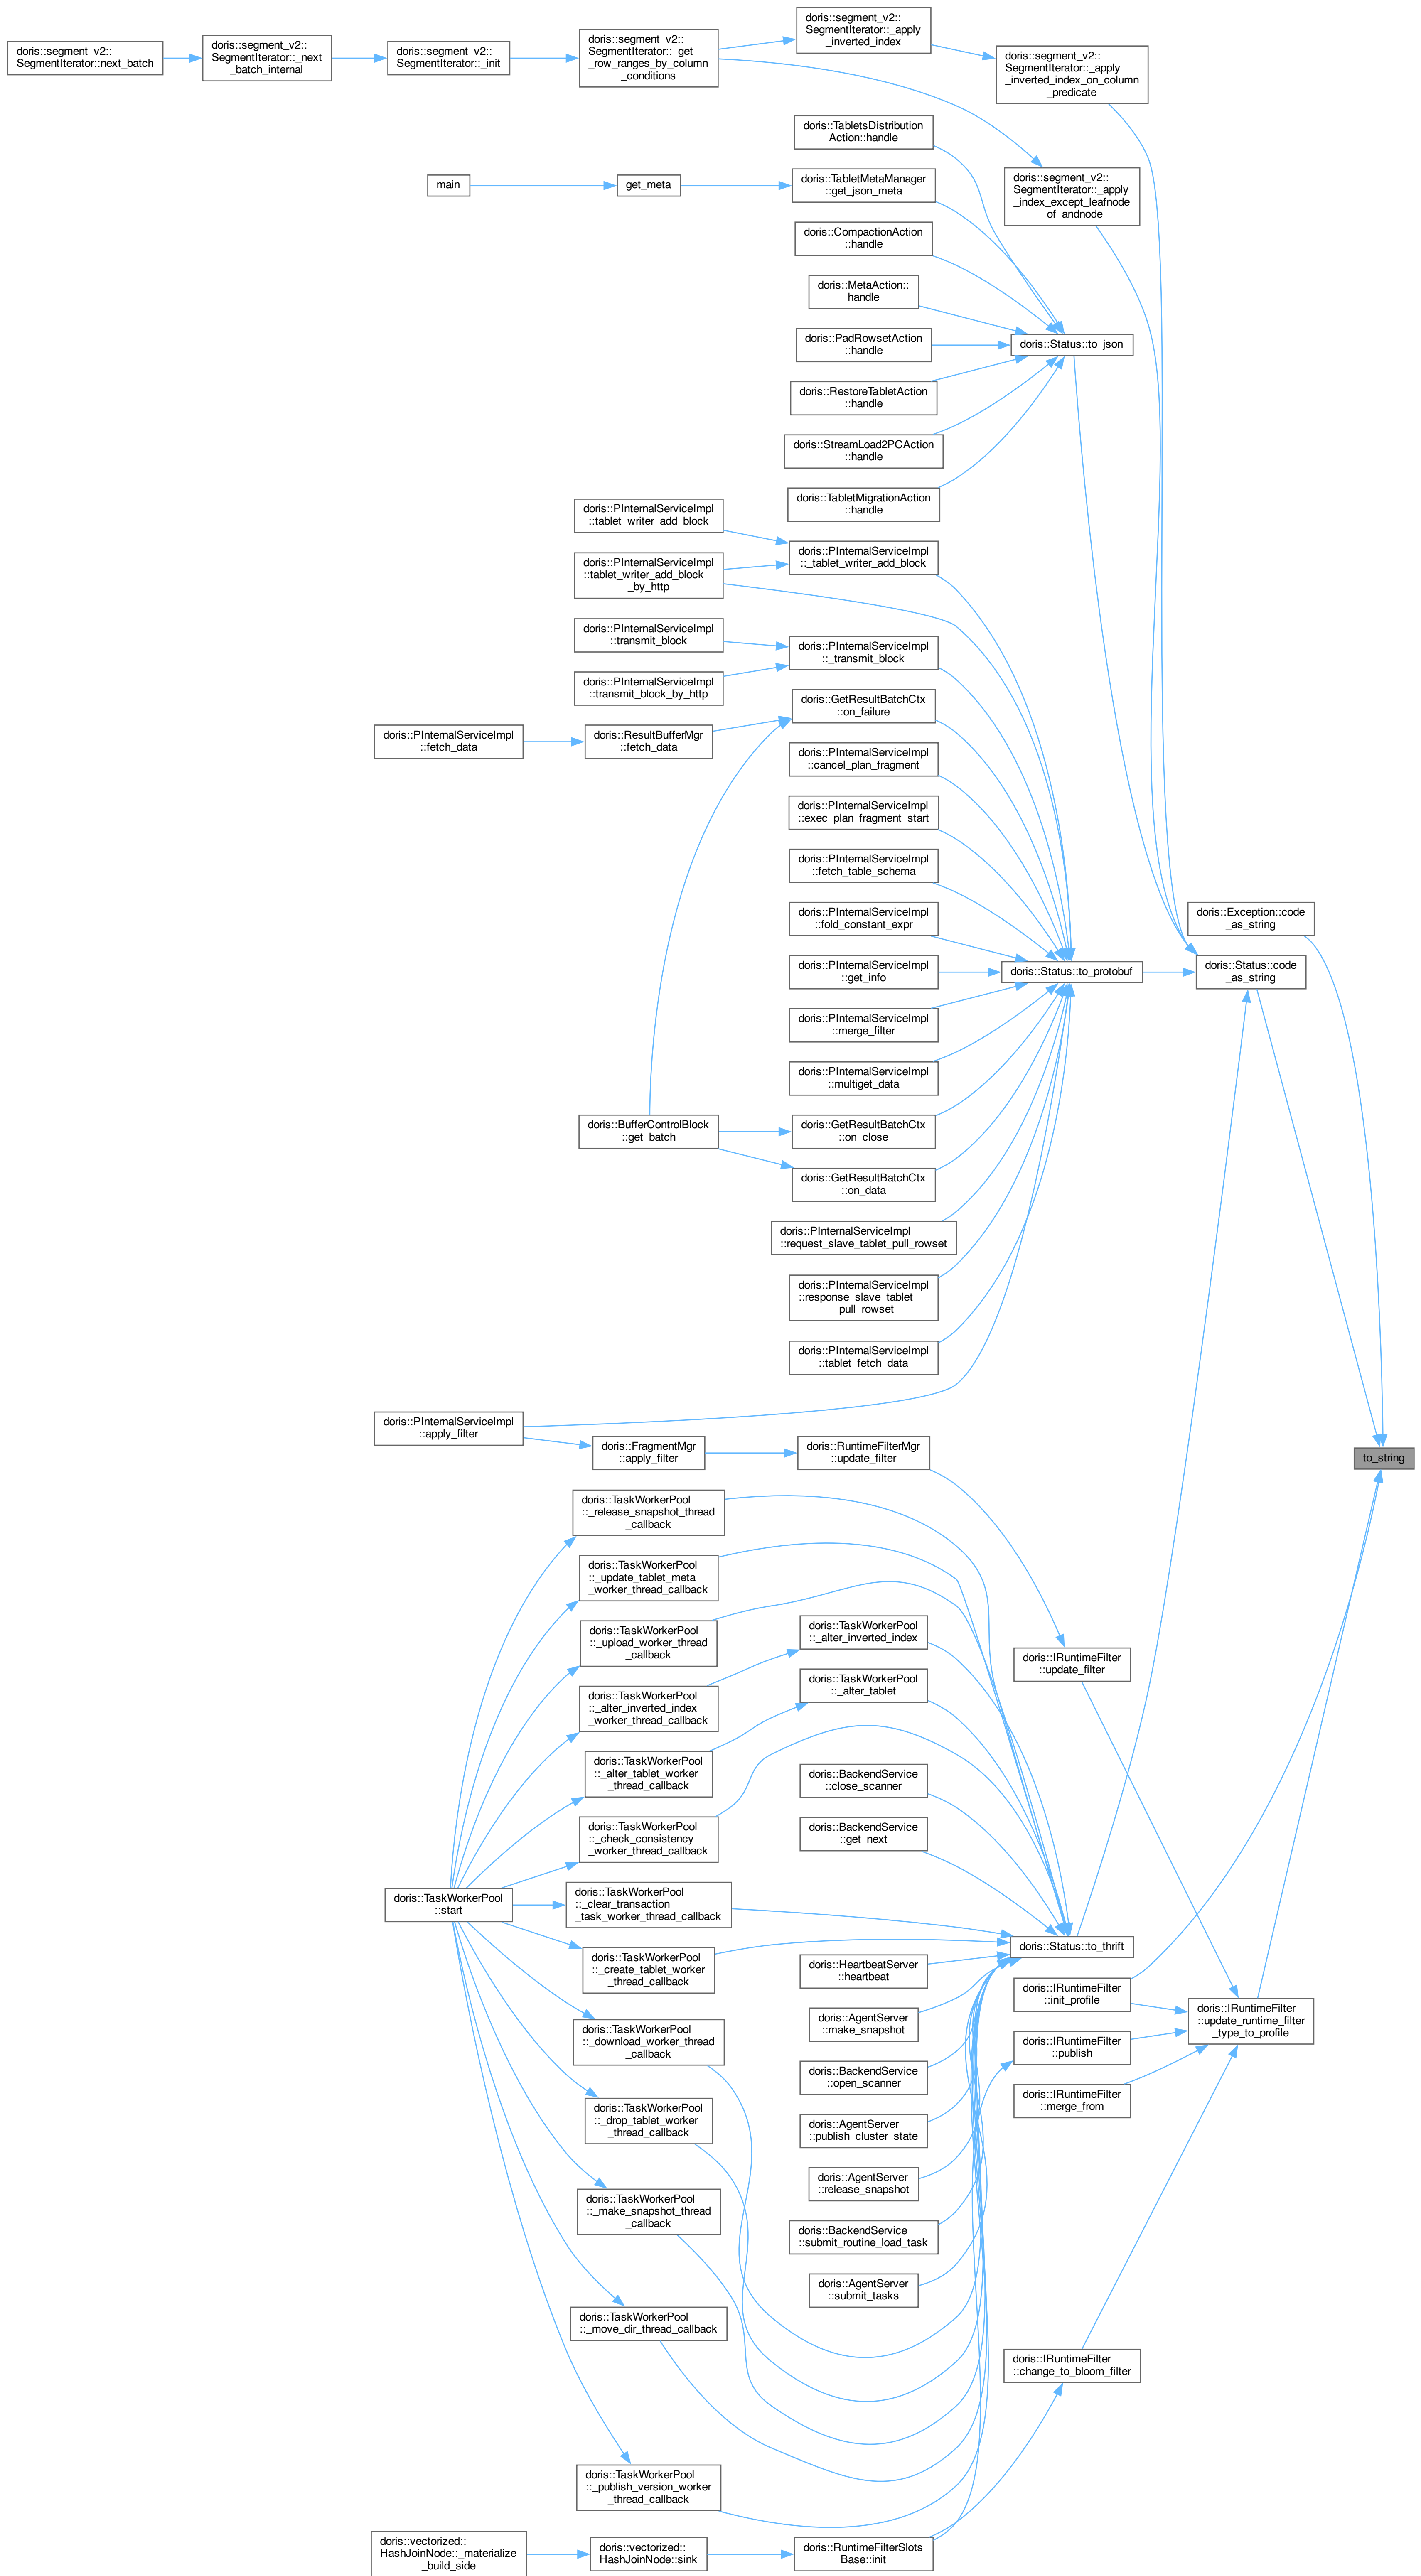 doris::segment_v2::
SegmentIterator::next_batch
doris::segment_v2::
SegmentIterator::_next
_batch_internal
doris::segment_v2::
SegmentIterator::_init
doris::segment_v2::
SegmentIterator::_get
_row_ranges_by_column
_conditions
doris::segment_v2::
SegmentIterator::_apply
_inverted_index
doris::segment_v2::
SegmentIterator::_apply
_inverted_index_on_column
_predicate
doris::TabletsDistribution
Action::handle
main
get_meta
doris::TabletMetaManager
::get_json_meta
doris::segment_v2::
SegmentIterator::_apply
_index_except_leafnode
_of_andnode
doris::CompactionAction
::handle
doris::MetaAction::
handle
doris::PadRowsetAction
::handle
doris::Status::to_json
doris::RestoreTabletAction
::handle
doris::StreamLoad2PCAction
::handle
doris::TabletMigrationAction
::handle
doris::PInternalServiceImpl
::tablet_writer_add_block
doris::PInternalServiceImpl
::_tablet_writer_add_block
doris::PInternalServiceImpl
::tablet_writer_add_block
_by_http
doris::PInternalServiceImpl
::transmit_block
doris::PInternalServiceImpl
::_transmit_block
doris::PInternalServiceImpl
::transmit_block_by_http
doris::GetResultBatchCtx
::on_failure
doris::PInternalServiceImpl
::fetch_data
doris::ResultBufferMgr
::fetch_data
doris::PInternalServiceImpl
::cancel_plan_fragment
doris::PInternalServiceImpl
::exec_plan_fragment_start
doris::PInternalServiceImpl
::fetch_table_schema
doris::PInternalServiceImpl
::fold_constant_expr
doris::Exception::code
_as_string
doris::PInternalServiceImpl
::get_info
doris::Status::to_protobuf
doris::Status::code
_as_string
doris::PInternalServiceImpl
::merge_filter
doris::PInternalServiceImpl
::multiget_data
doris::BufferControlBlock
::get_batch
doris::GetResultBatchCtx
::on_close
doris::GetResultBatchCtx
::on_data
doris::PInternalServiceImpl
::request_slave_tablet_pull_rowset
doris::PInternalServiceImpl
::response_slave_tablet
_pull_rowset
doris::PInternalServiceImpl
::tablet_fetch_data
doris::PInternalServiceImpl
::apply_filter
doris::FragmentMgr
::apply_filter
doris::RuntimeFilterMgr
::update_filter
to_string
doris::TaskWorkerPool
::_release_snapshot_thread
_callback
doris::TaskWorkerPool
::_update_tablet_meta
_worker_thread_callback
doris::TaskWorkerPool
::_upload_worker_thread
_callback
doris::TaskWorkerPool
::_alter_inverted_index
doris::IRuntimeFilter
::update_filter
doris::TaskWorkerPool
::_alter_inverted_index
_worker_thread_callback
doris::TaskWorkerPool
::_alter_tablet
doris::TaskWorkerPool
::_alter_tablet_worker
_thread_callback
doris::BackendService
::close_scanner
doris::TaskWorkerPool
::_check_consistency
_worker_thread_callback
doris::BackendService
::get_next
doris::TaskWorkerPool
::start
doris::TaskWorkerPool
::_clear_transaction
_task_worker_thread_callback
doris::Status::to_thrift
doris::TaskWorkerPool
::_create_tablet_worker
_thread_callback
doris::HeartbeatServer
::heartbeat
doris::IRuntimeFilter
::init_profile
doris::AgentServer
::make_snapshot
doris::IRuntimeFilter
::update_runtime_filter
_type_to_profile
doris::TaskWorkerPool
::_download_worker_thread
_callback
doris::IRuntimeFilter
::publish
doris::BackendService
::open_scanner
doris::IRuntimeFilter
::merge_from
doris::TaskWorkerPool
::_drop_tablet_worker
_thread_callback
doris::AgentServer
::publish_cluster_state
doris::AgentServer
::release_snapshot
doris::TaskWorkerPool
::_make_snapshot_thread
_callback
doris::BackendService
::submit_routine_load_task
doris::AgentServer
::submit_tasks
doris::TaskWorkerPool
::_move_dir_thread_callback
doris::IRuntimeFilter
::change_to_bloom_filter
doris::TaskWorkerPool
::_publish_version_worker
_thread_callback
doris::vectorized::
HashJoinNode::_materialize
_build_side
doris::vectorized::
HashJoinNode::sink
doris::RuntimeFilterSlots
Base::init